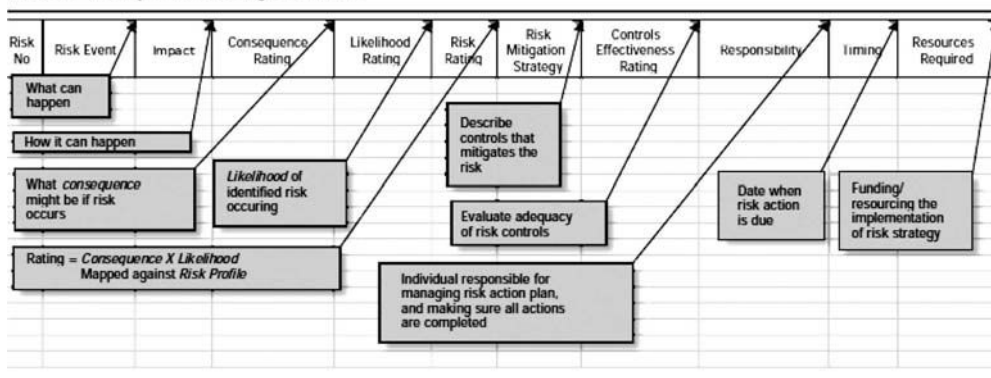 Risk No
Risk Event
Impact
Consequence Rating
Likelihood Rating
Risk Rating
Risk Mitigation Strategy
Controls Effectiveness Rating
Responsibility
Timing
Resources Required
What can
happen
How it can happen
What consequence
might be if risk
occurs
Likelihood of
identified risk
occuring
Rating = Consequence X Likelihood
Mapped against Risk Profile
Describe
controls that
mitigates the
risk
Evaluate adequacy
of risk controls
Individual responsible for
managing risk action plan,
and making sure all actions
are completed
Date when
risk action
is due
Funding/
resourcing the
implementation
of risk strategy